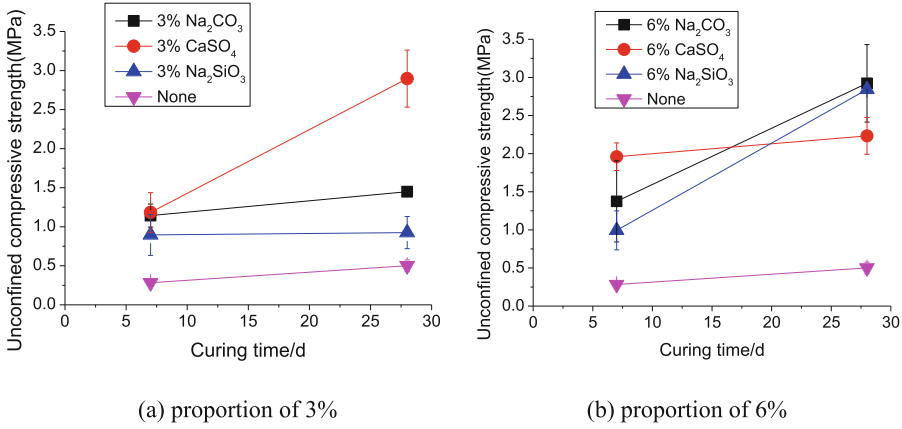 3% Na₂CO₃
3% CaSO₄
3% Na₂SiO₃
None
Unconfined compressive strength(MPa)
3.5
3.0
2.5
2.0
1.5
1.0
0.5
0.0
0 5 10 15 20 25 30
Curing time/d
(a) proportion of 3%
6% Na₂CO₃
6% CaSO₄
6% Na₂SiO₃
None
Unconfined compressive strength(MPa)
3.5
3.0
2.5
2.0
1.5
1.0
0.5
0.0
0 5 10 15 20 25 30
Curing time/d
(b) proportion of 6%